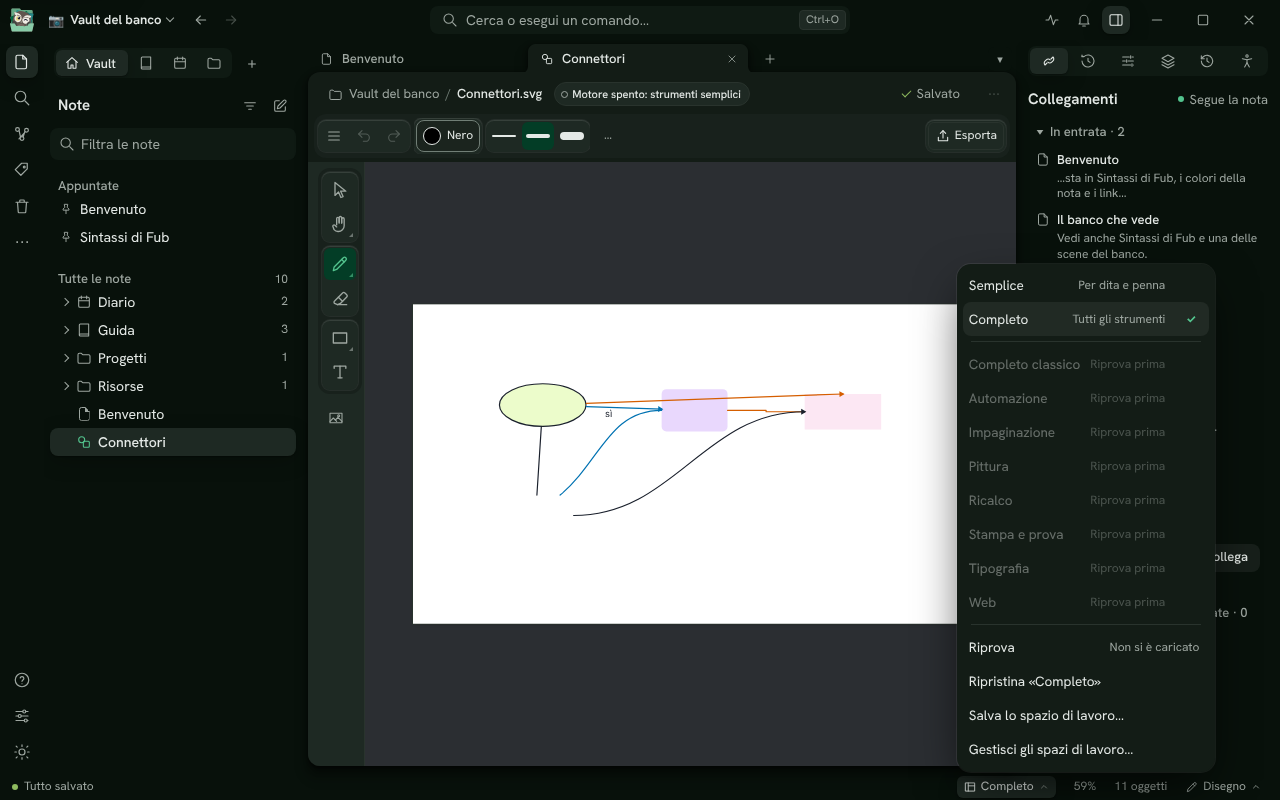 Vault del banco
Cerca o esegui un comando...
Ctrl+O
Vault
Note
Filtra le note
Appuntate
Benvenuto
Sintassi di Fub
Tutte le note 10
Diario 2
Guida 3
Progetti 1
Risorse 1
Benvenuto
Connettori
Tutto salvato
Benvenuto
Connettori
Vault del banco / Connettori.svg
Motore spento: strumenti semplici
Salvato
Nero
Esporta
sì
Collegamenti
Segue la nota
In entrata · 2
Benvenuto
...sta in Sintassi di Fub, i colori della
nota e i link...
Il banco che vede
Vedi anche Sintassi di Fub e una delle
scene del banco.
Semplice Per dita e penna
Completo Tutti gli strumenti
Completo classico Riprova prima
Automazione Riprova prima
Impaginazione Riprova prima
Pittura Riprova prima
Ricalco Riprova prima
Stampa e prova Riprova prima
Tipografia Riprova prima
Web Riprova prima
Riprova Non si è caricato
Ripristina «Completo»
Salva lo spazio di lavoro...
Gestisci gli spazi di lavoro...
ollega
ate · 0
Completo
59%
11 oggetti
Disegno